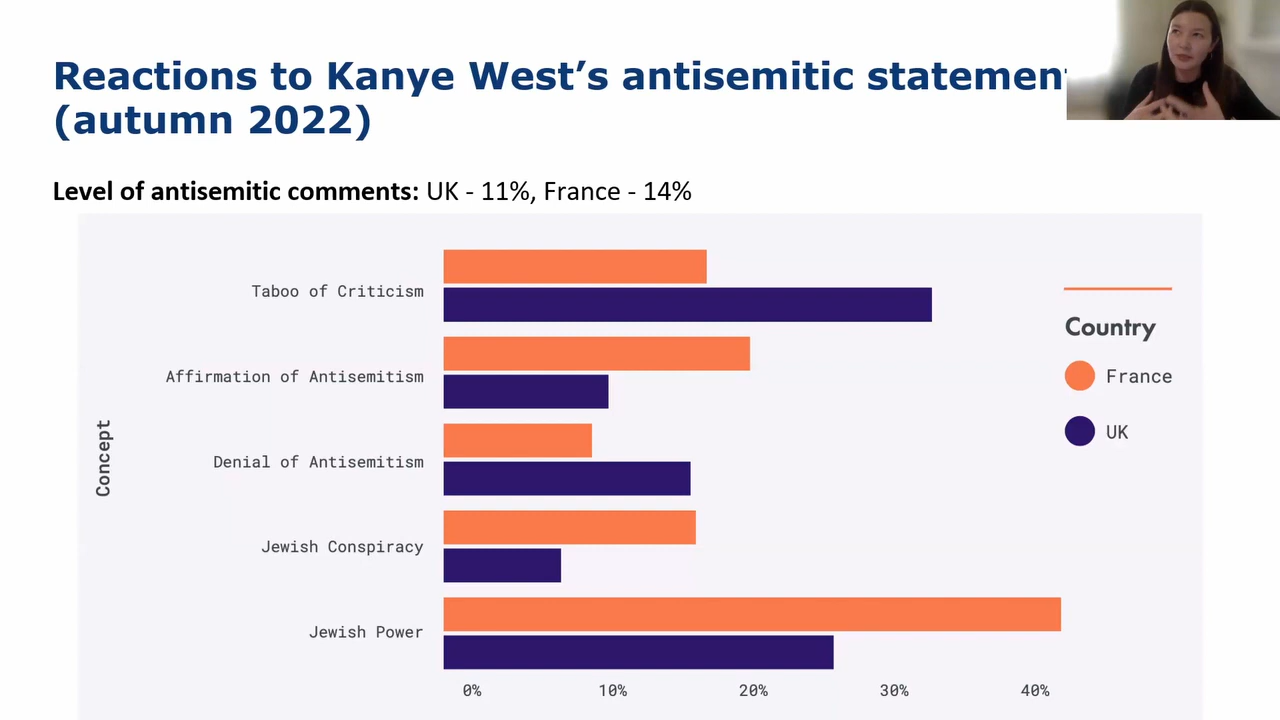 Reactions to Kanye West’s antisemitic statement
(autumn 2022)
Level of antisemitic comments: UK - 11%, France - 14%
Taboo of Criticism
Affirmation of Antisemitism
Denial of Antisemitism
Jewish Conspiracy
Jewish Power
Concept
0% 10% 20% 30% 40%
Country
France
UK